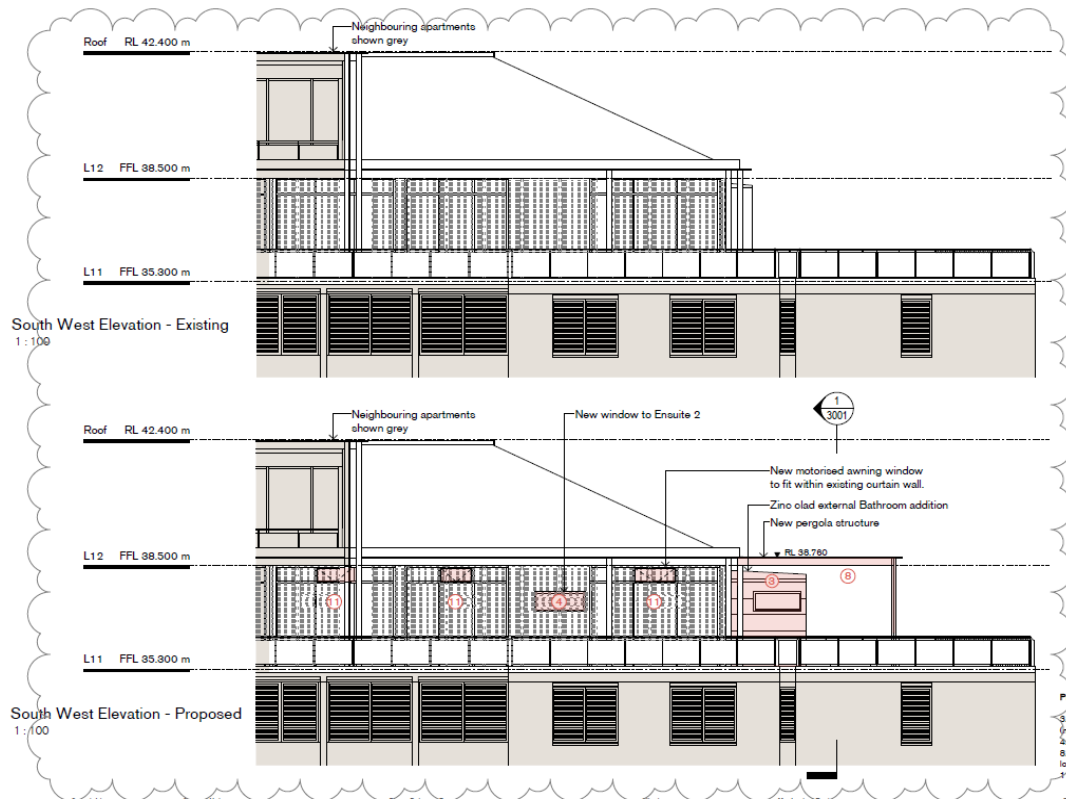 Neighbouring apartments
shown grey
Roof RL 42.400 m
L12 FFL 38.500 m
L11 FFL 35.300 m
South West Elevation - Existing
1 : 100
Neighbouring apartments
shown grey
New window to Ensuite 2
1
3001
Roof RL 42.400 m
New motorised awning window
to fit within existing curtain wall.
Zinc clad external Bathroom addition
New pergola structure
L12 FFL 38.500 m
RL 38.760
3
8
11
11
4
11
L11 FFL 35.300 m
South West Elevation - Proposed
1 : 100